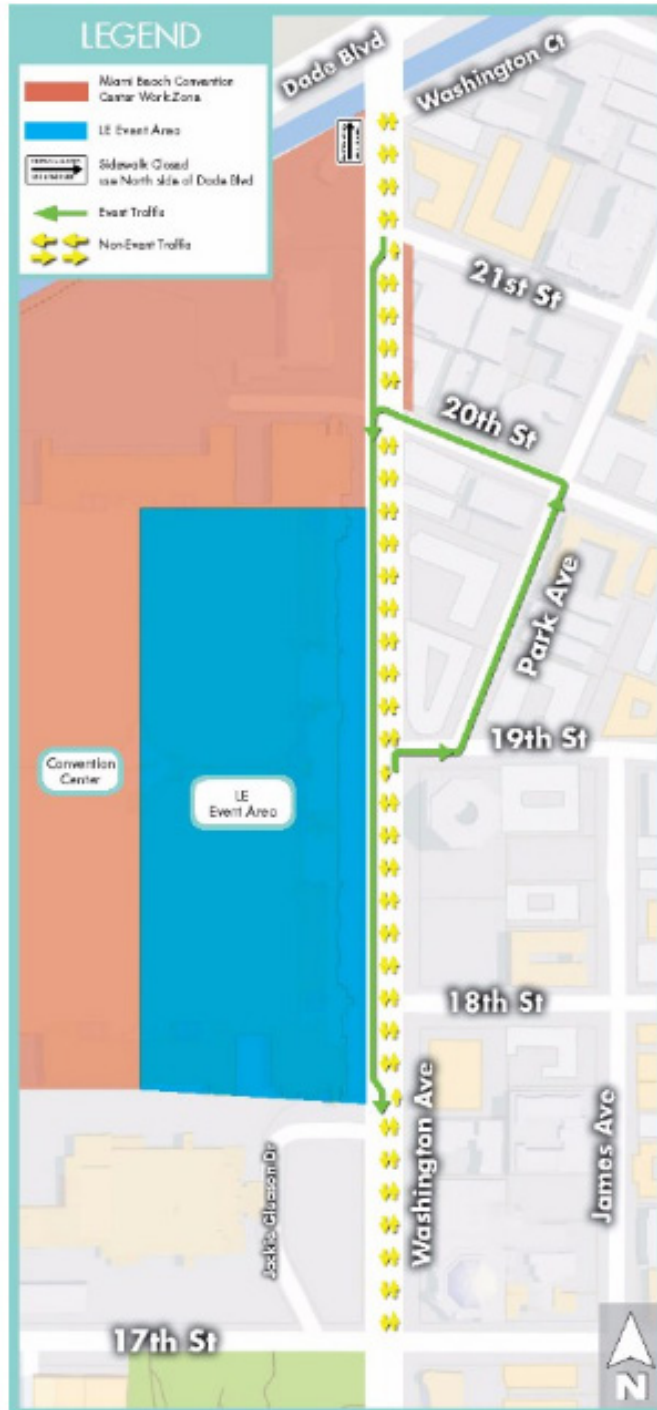 LEGEND
Miami Beach Convention
Center Work Zone
LE Event Area
Sidewalk Closed
use North side of Dade Blvd
Event Traffic
Non-Event Traffic
Dade Blvd
Washington Ct
21st St
20th St
Park Ave
19th St
Convention
Center
LE
Event Area
18th St
Washington Ave
James Ave
Jackie Gleason Dr
17th St
N